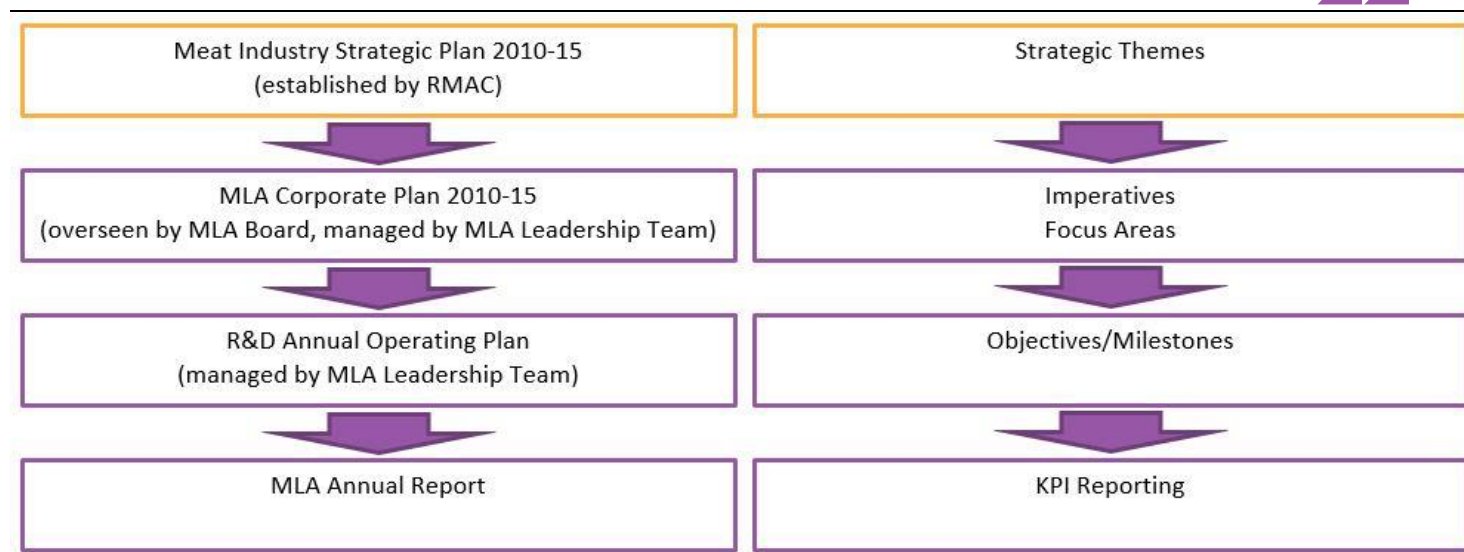 Meat Industry Strategic Plan 2010-15
(established by RMAC)
Strategic Themes
MLA Corporate Plan 2010-15
(overseen by MLA Board, managed by MLA Leadership Team)
Imperatives
Focus Areas
R&D Annual Operating Plan
(managed by MLA Leadership Team)
Objectives/Milestones
MLA Annual Report
KPI Reporting